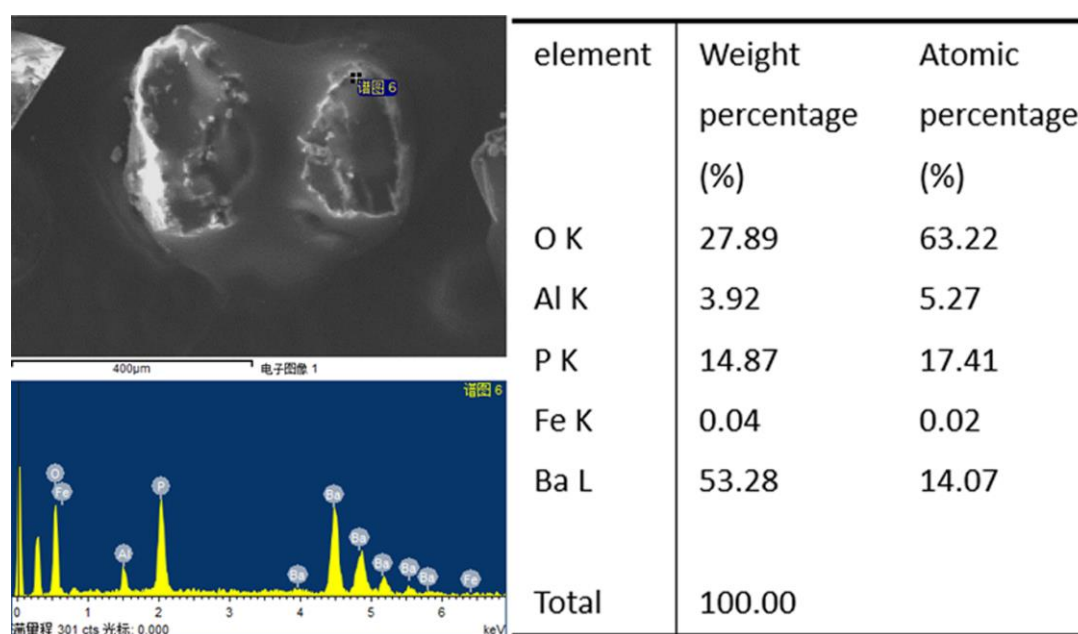 谱图 6
400μm 电子图像 1
谱图 6
O
Fe
Al
P
Ba
Ba
Ba
Ba
Ba
Ba
Fe
0 1 2 3 4 5 6
满量程 301 cts 光标: 0.000 keV
element Weight Atomic
percentage percentage
(%) (%)
O K 27.89 63.22
Al K 3.92 5.27
P K 14.87 17.41
Fe K 0.04 0.02
Ba L 53.28 14.07
Total 100.00